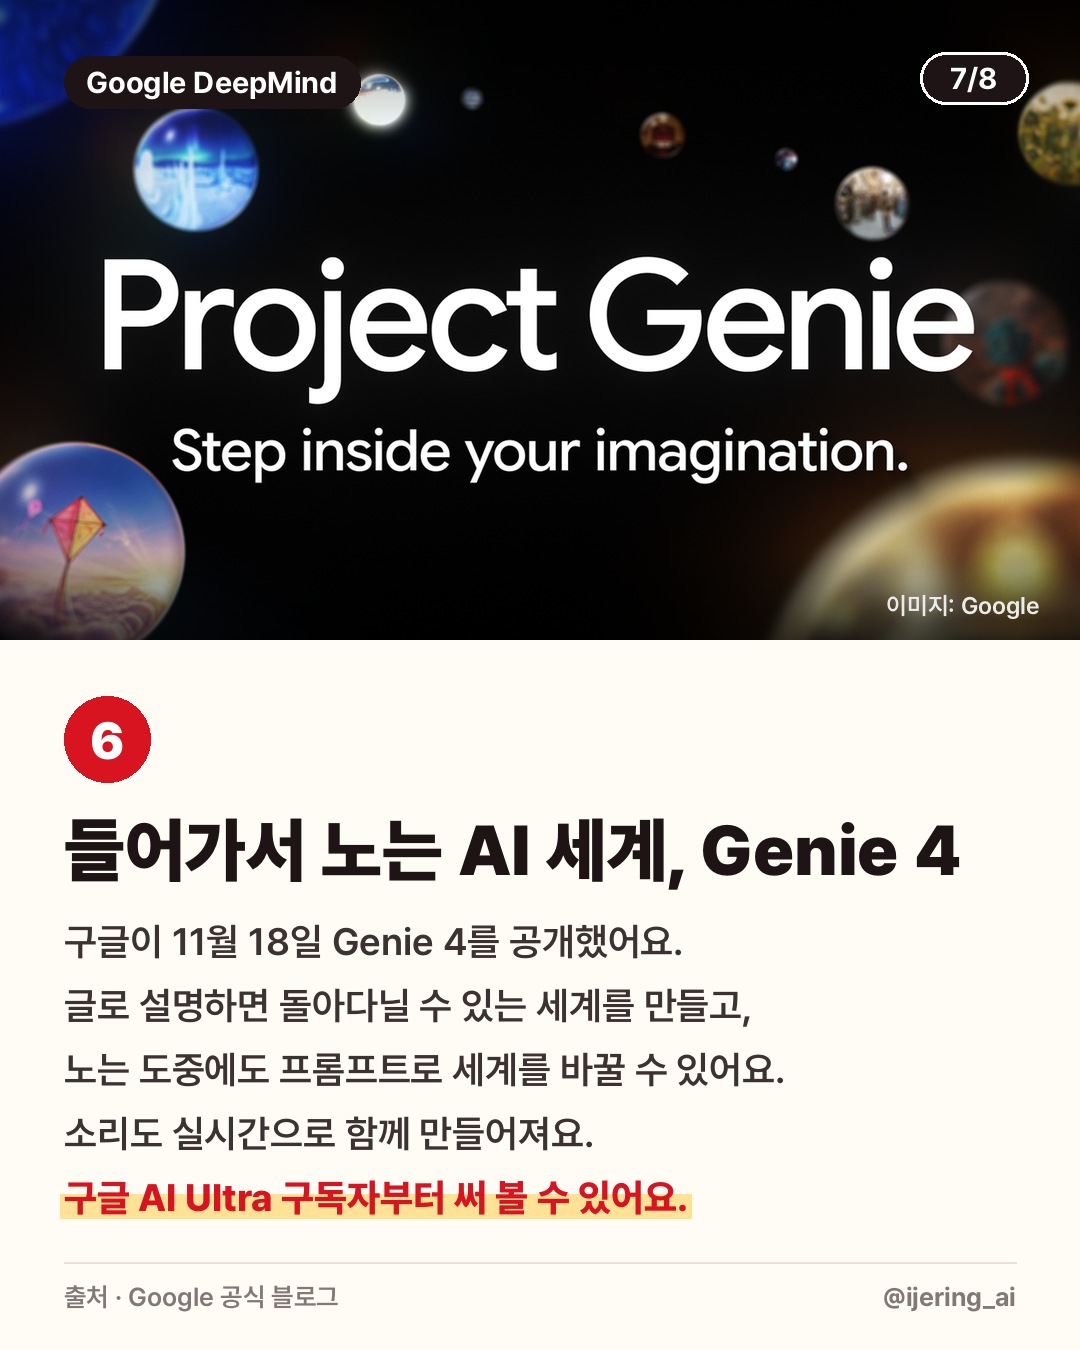 Google DeepMind
7/8
Project Genie
Step inside your imagination.
이미지: Google
6
들어가서 노는 AI 세계, Genie 4
구글이 11월 18일 Genie 4를 공개했어요.
글로 설명하면 돌아다닐 수 있는 세계를 만들고,
노는 도중에도 프롬프트로 세계를 바꿀 수 있어요.
소리도 실시간으로 함께 만들어져요.
구글 AI Ultra 구독자부터 써 볼 수 있어요.
출처 · Google 공식 블로그
@ijering_ai